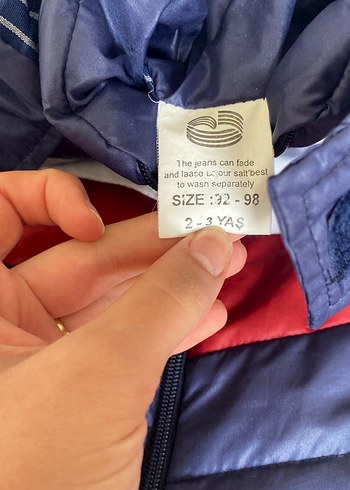 The jeans can fade
and laase colour salt'best
to wash separately
SIZE : 92 - 98
2 - 3 YAŞ